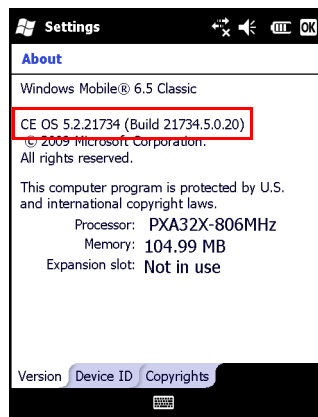 Settings
OK
About
Windows Mobile® 6.5 Classic
CE OS 5.2.21734 (Build 21734.5.0.20)
© 2009 Microsoft Corporation.
All rights reserved.
This computer program is protected by U.S.
and international copyright laws.
Processor: PXA32X-806MHz
Memory: 104.99 MB
Expansion slot: Not in use
Version Device ID Copyrights